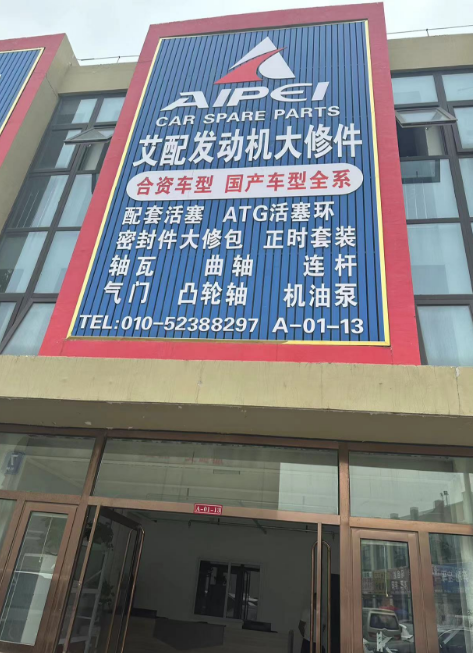 AIPEI
CAR SPARE PARTS
艾配发动机大修件
合资车型 国产车型全系
配套活塞 ATG活塞环
密封件大修包 正时套装
轴瓦 曲轴 连杆
气门 凸轮轴 机油泵
TEL:010-52388297 A-01-13
A-01-13